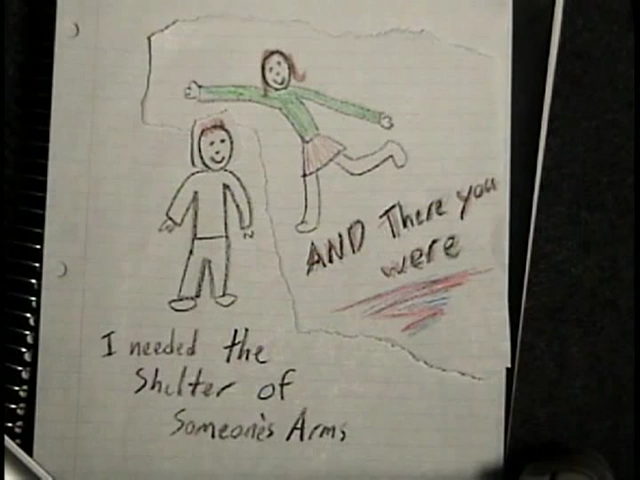 AND There you
were
I needed the
Shelter of
Someone's Arms